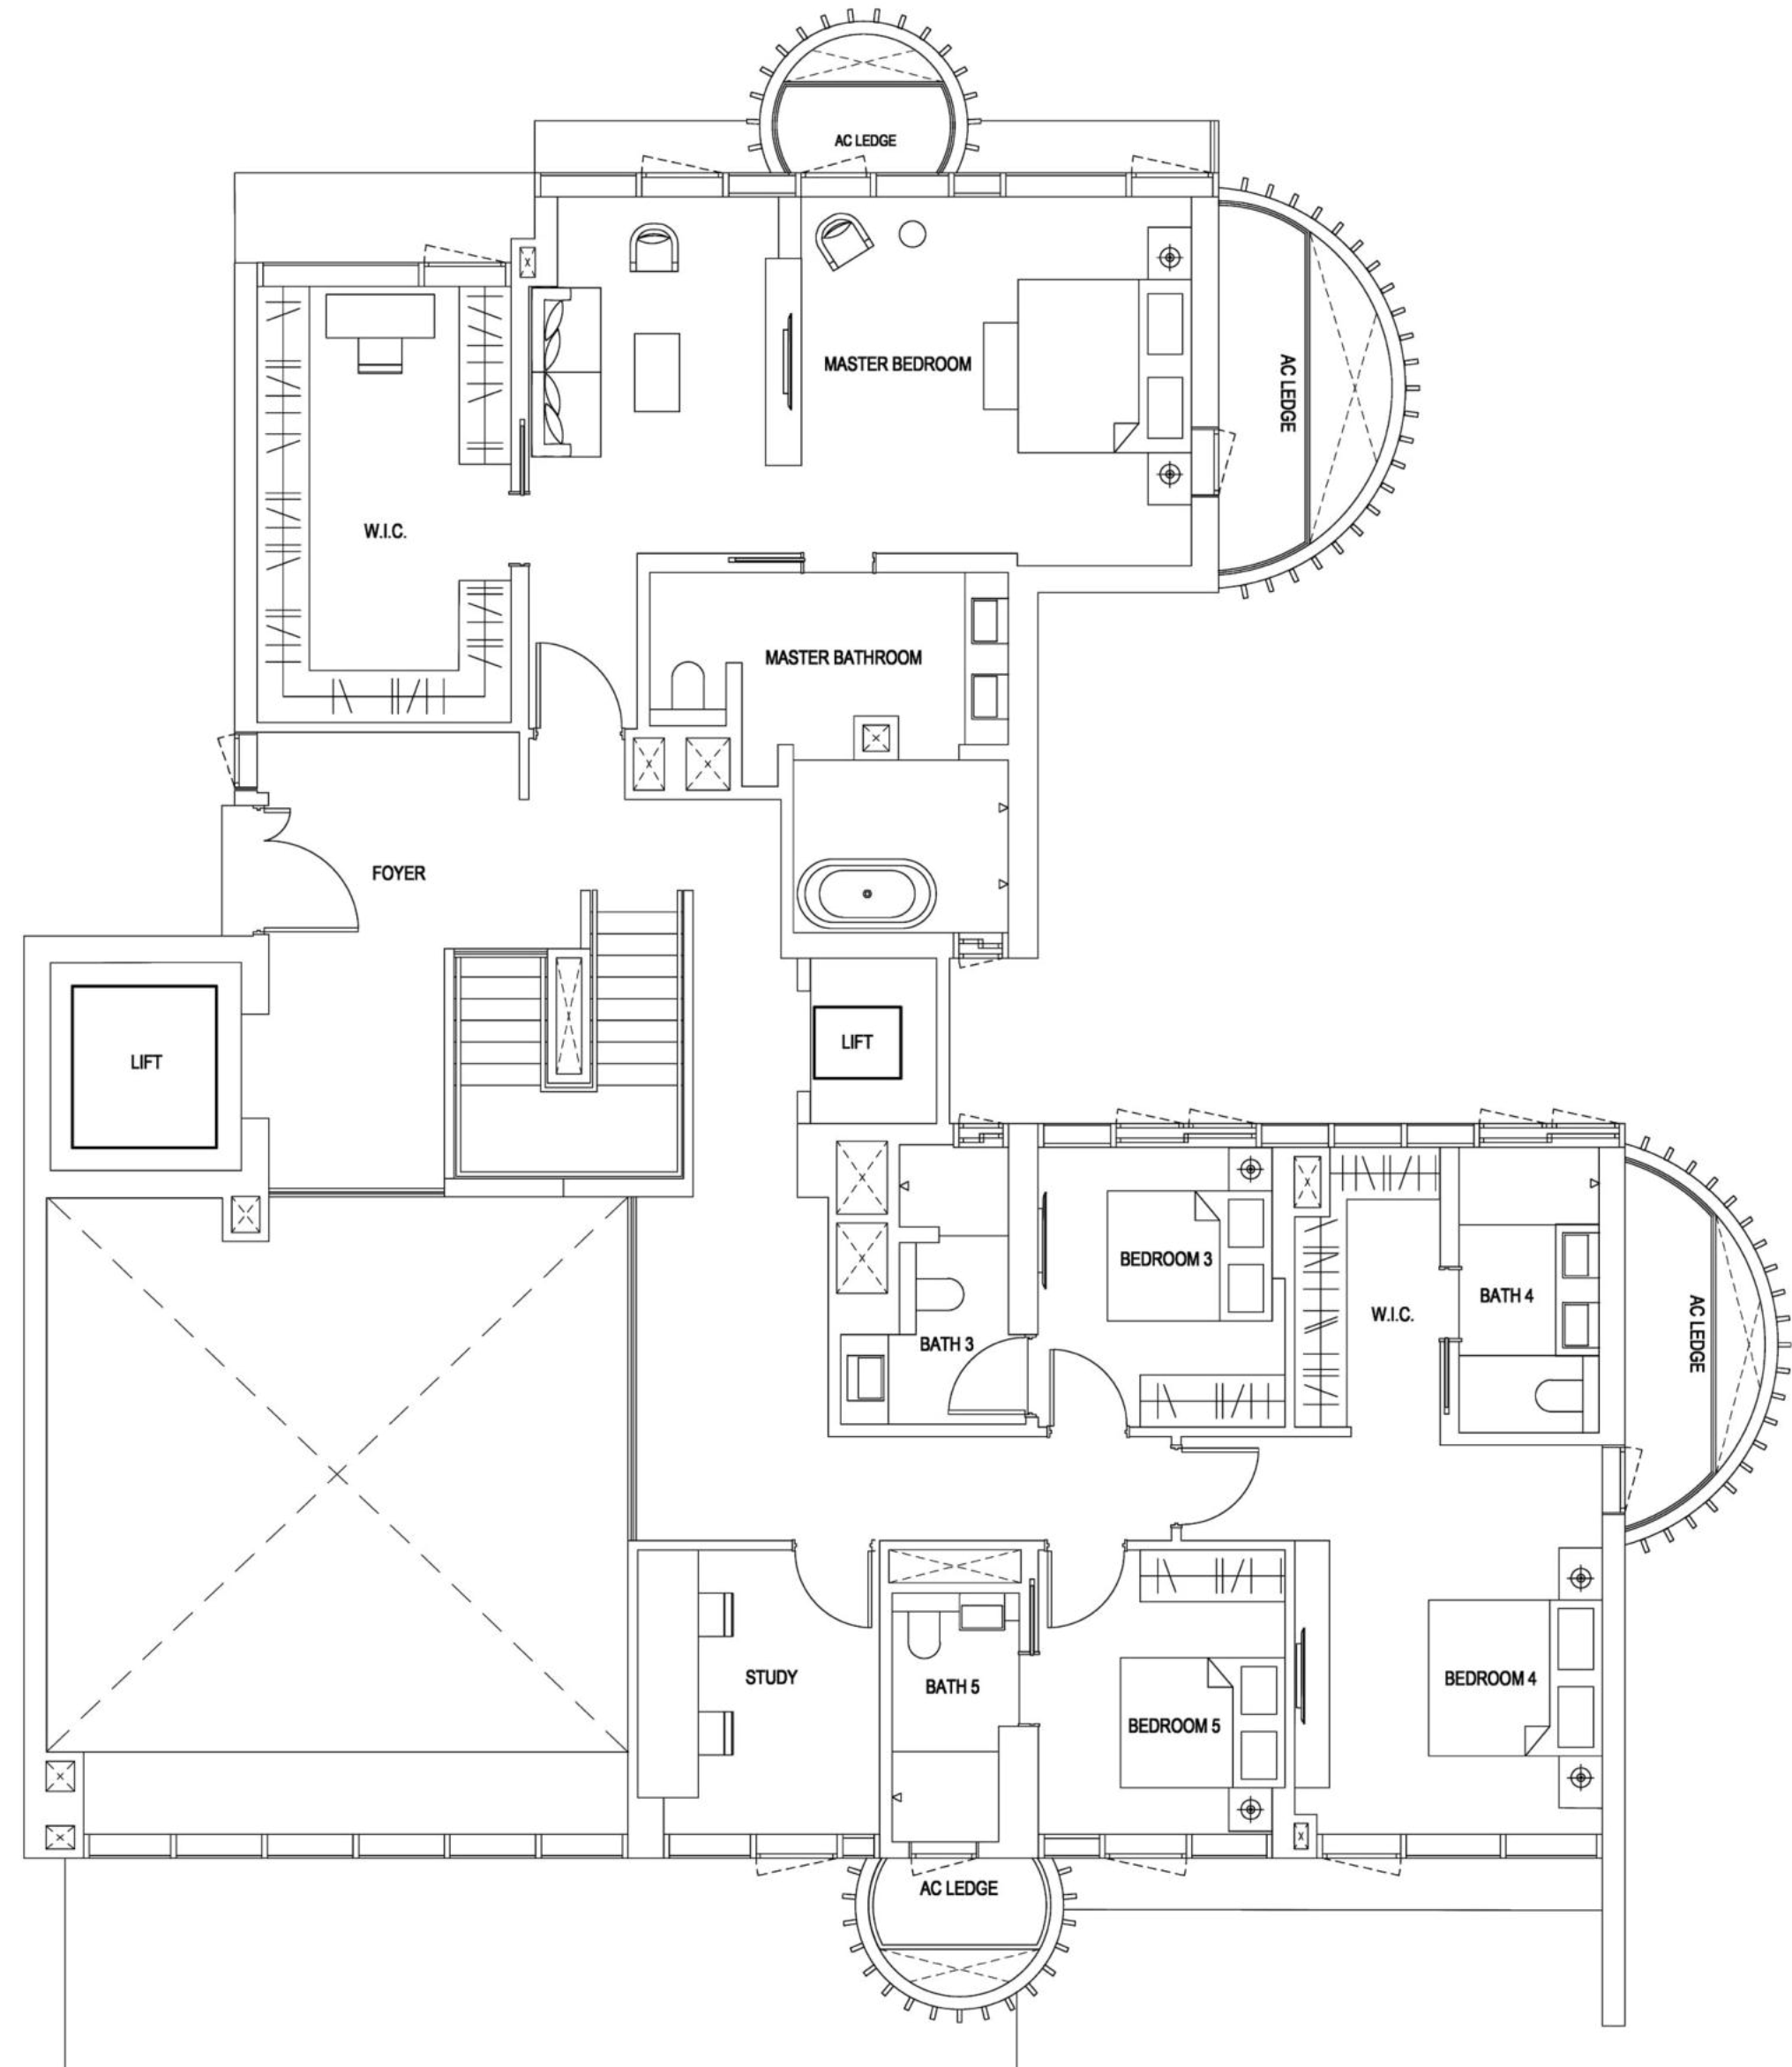 AC LEDGE
MASTER BEDROOM
AC LEDGE
W.I.C.
MASTER BATHROOM
FOYER
LIFT
LIFT
BEDROOM 3
BATH 4
W.I.C.
AC LEDGE
BATH 3
STUDY
BATH 5
BEDROOM 4
BEDROOM 5
AC LEDGE